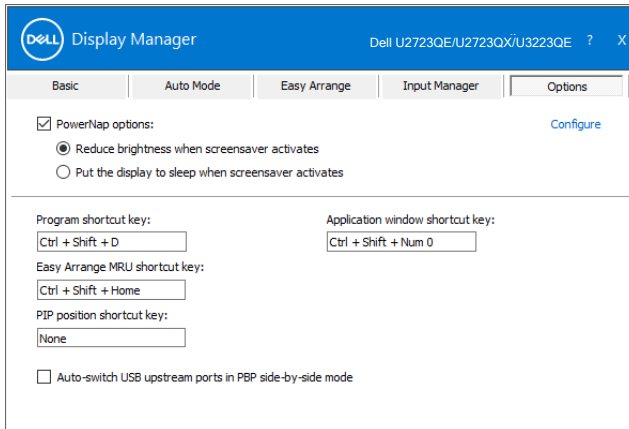 DELL Display Manager
Dell U2723QE/U2723QX/U3223QE ? X
Basic Auto Mode Easy Arrange Input Manager Options
PowerNap options: Configure
Reduce brightness when screensaver activates
Put the display to sleep when screensaver activates
Program shortcut key: Application window shortcut key:
Ctrl + Shift + D Ctrl + Shift + Num 0
Easy Arrange MRU shortcut key:
Ctrl + Shift + Home
PIP position shortcut key:
None
Auto-switch USB upstream ports in PBP side-by-side mode